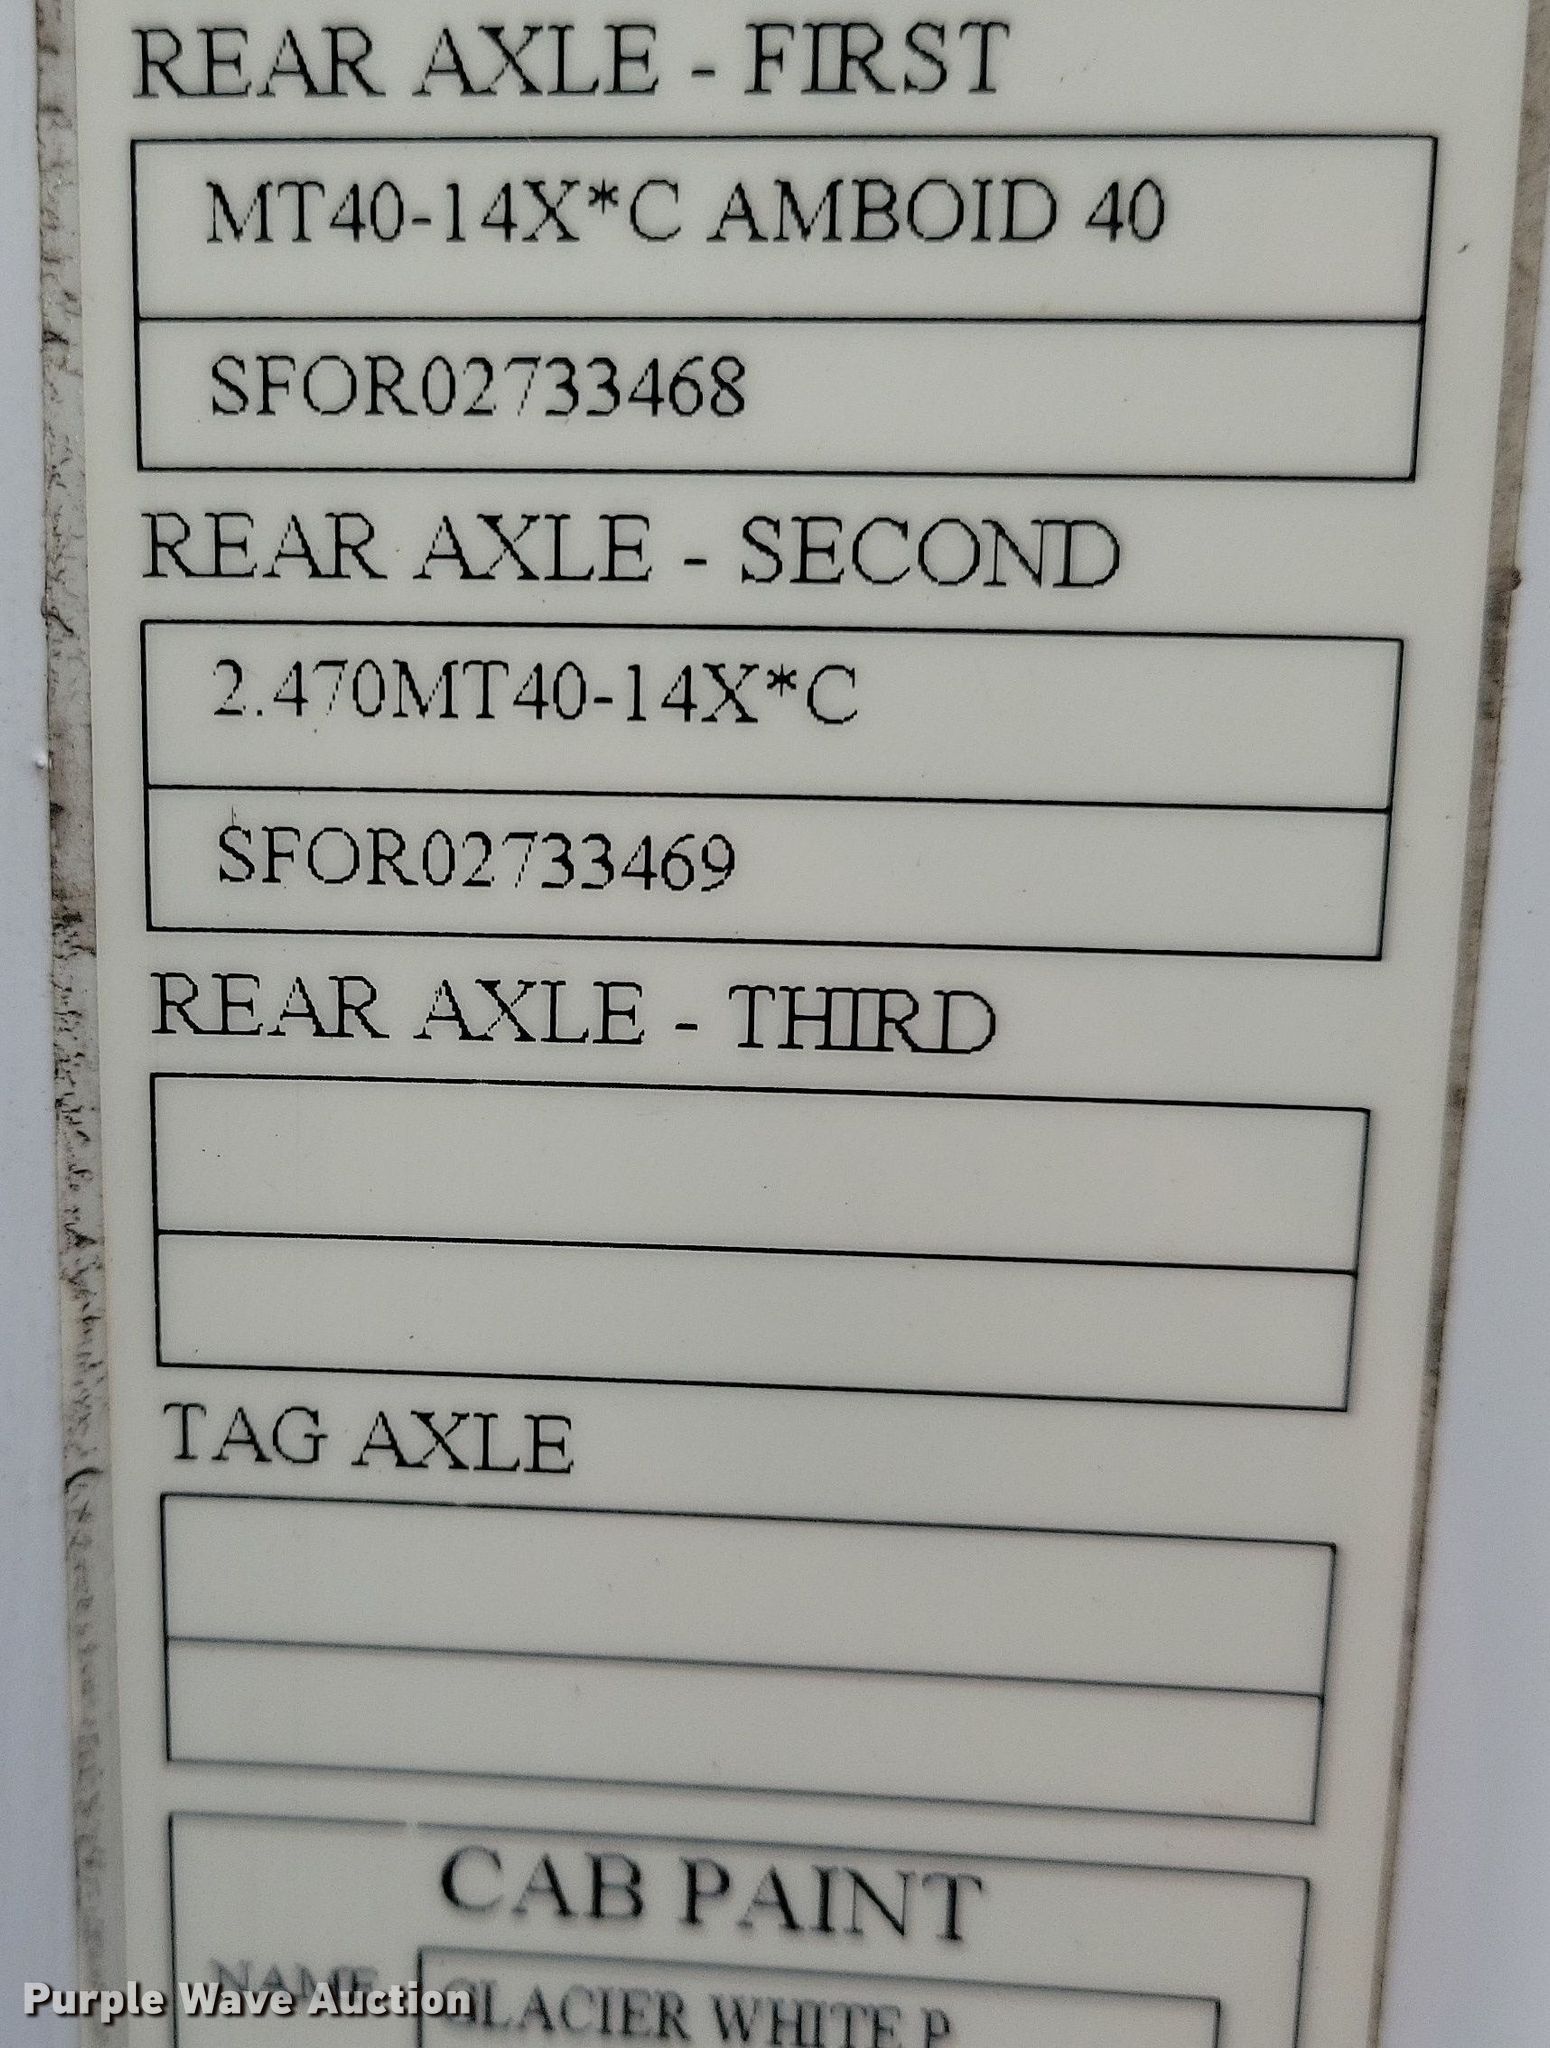 REAR AXLE - FIRST
MT40-14X*C AMBOID 40
SFOR02733468
REAR AXLE - SECOND
2.470MT40-14X*C
SFOR02733469
REAR AXLE - THIRD
TAG AXLE
CAB PAINT
NAME GLACIER WHITE P
Purple Wave Auction